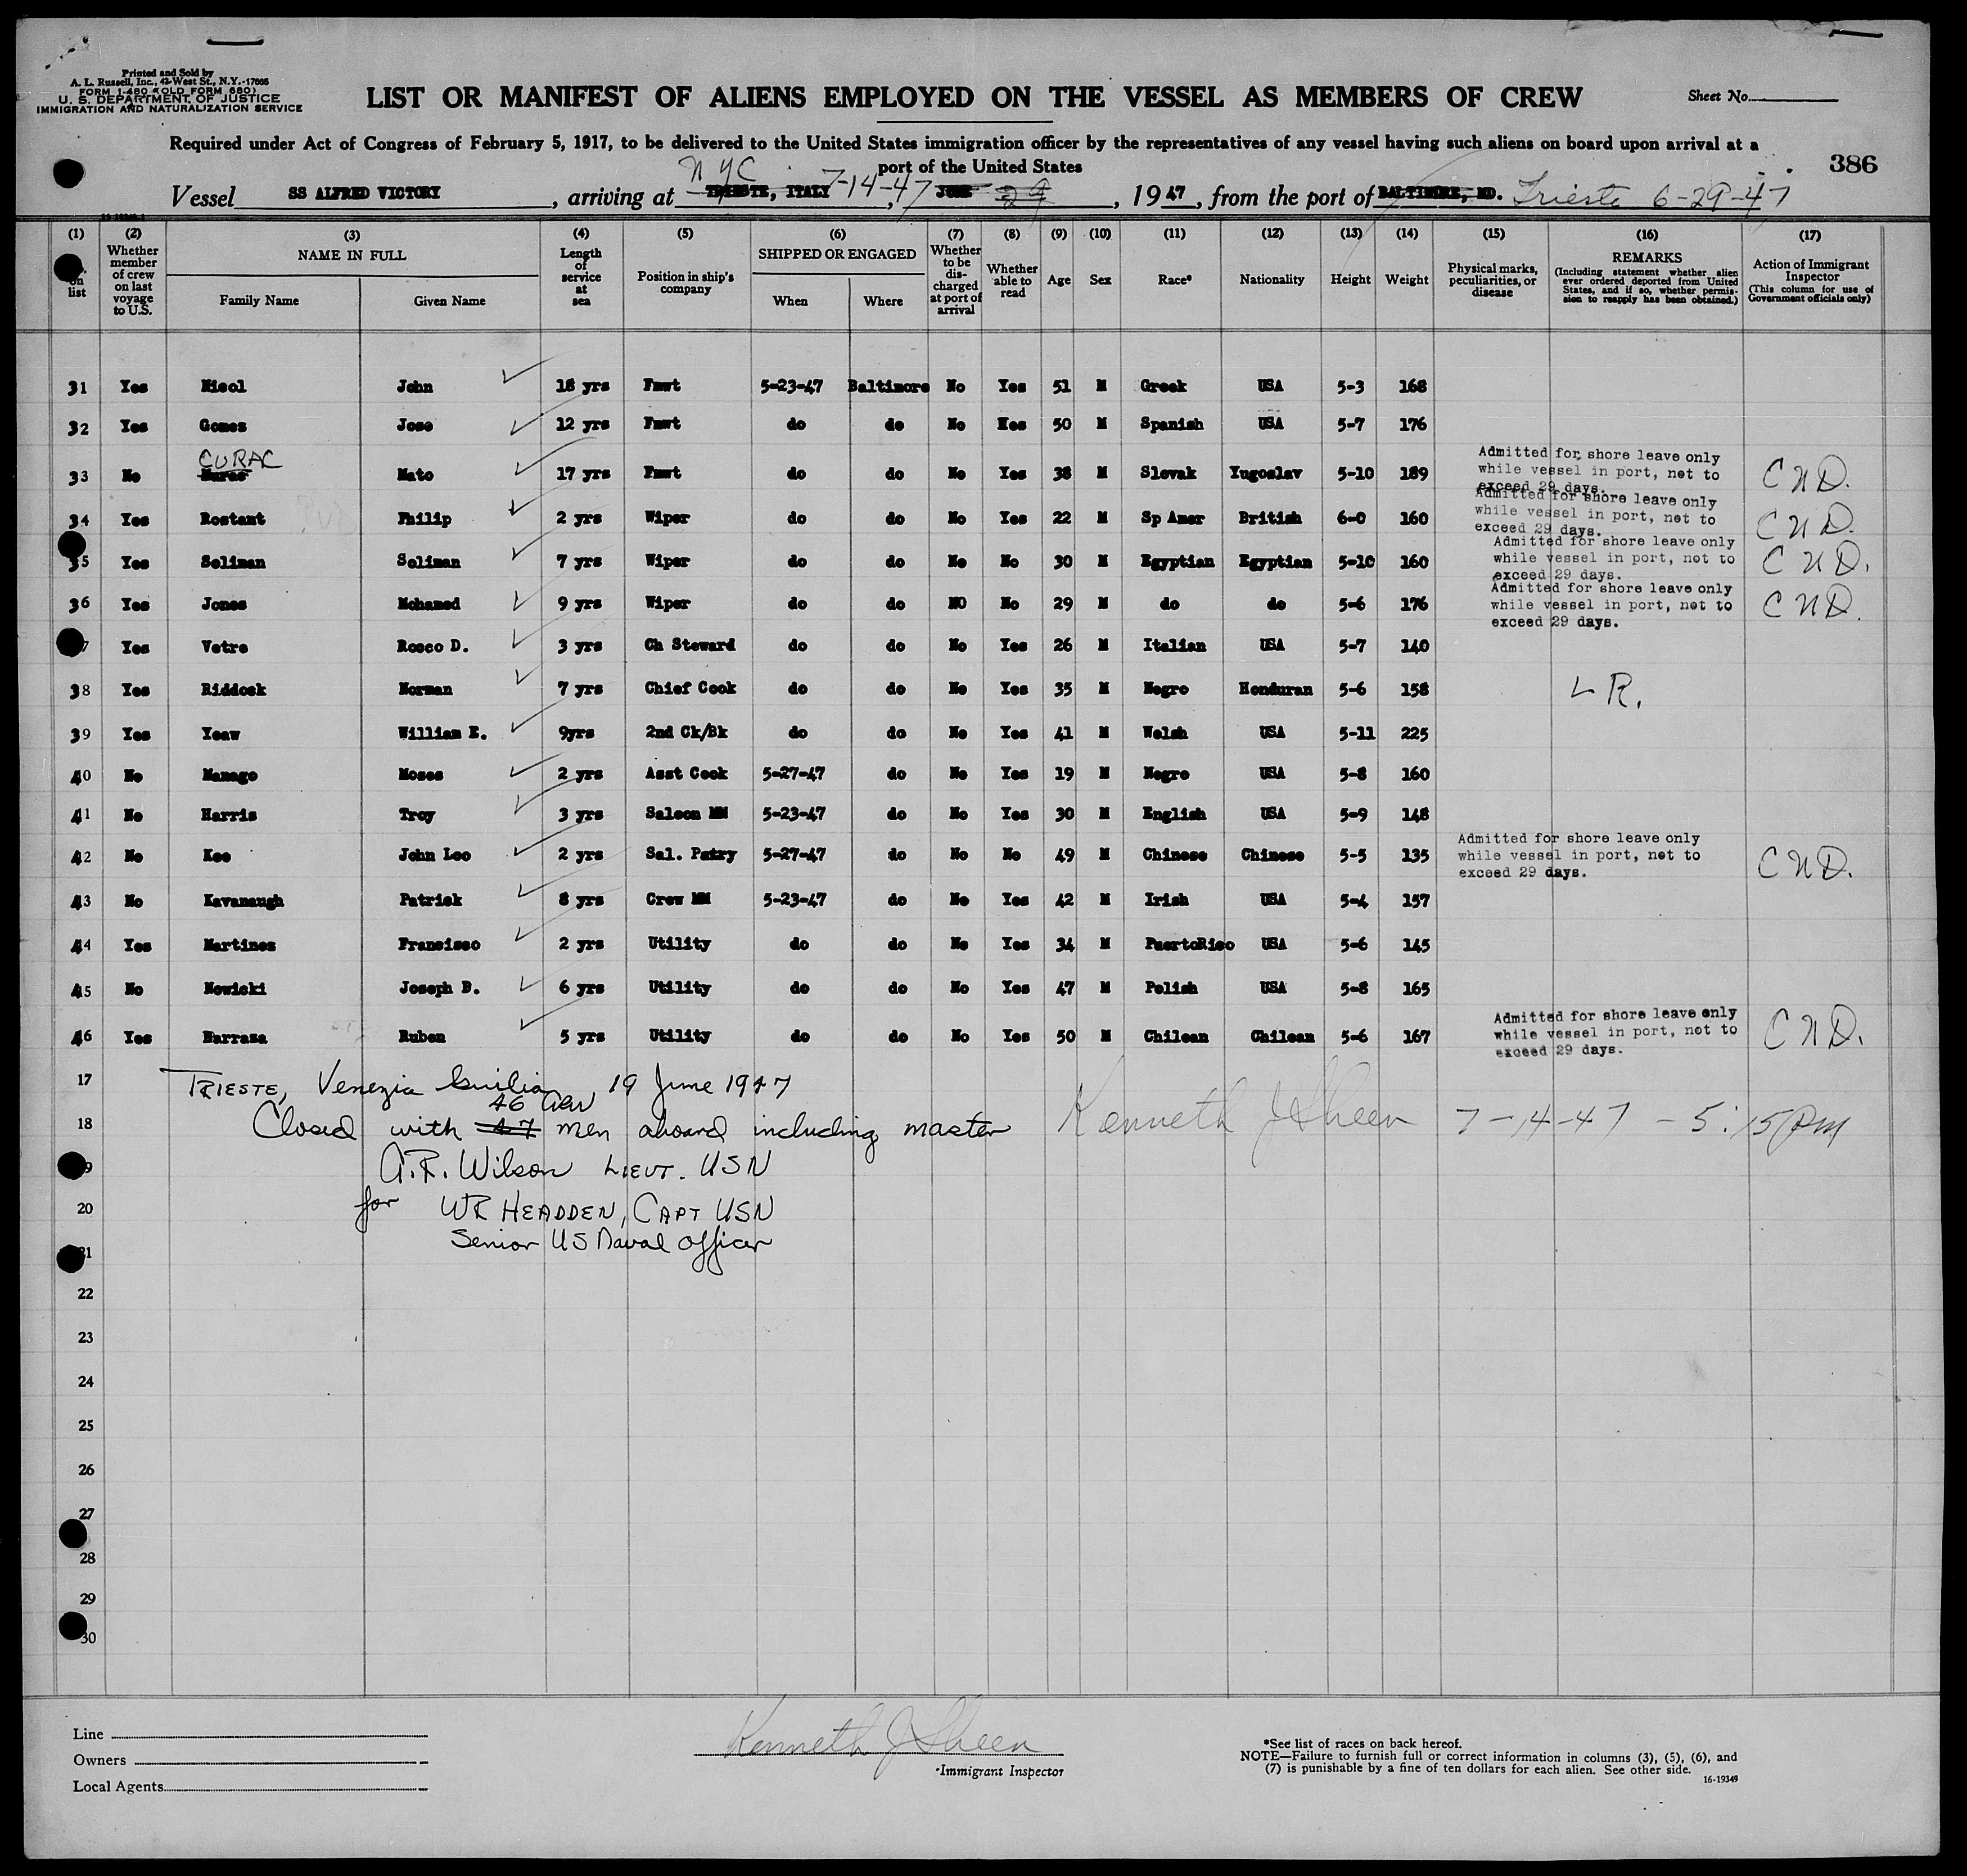 Printed and Sold by
A. L. Russell, Inc., 42 West St., N.Y.-17665
FORM I-480 (OLD FORM 680)
U. S. DEPARTMENT OF JUSTICE
IMMIGRATION AND NATURALIZATION SERVICE
LIST OR MANIFEST OF ALIENS EMPLOYED ON THE VESSEL AS MEMBERS OF CREW
Sheet No.
Required under Act of Congress of February 5, 1917, to be delivered to the United States immigration officer by the representatives of any vessel having such aliens on board upon arrival at a
port of the United States
386
NYC 7-14-47
Vessel SS ALFRED VICTORY, arriving at TRIESTE, ITALY, JUNE 29, 1947, from the port of BALTIMORE, MD. Trieste 6-29-47
(1) (2) (3) (4) (5) (6) (7) (8) (9) (10) (11) (12) (13) (14) (15) (16) (17)
on list
Whether member of crew on last voyage to U.S.
NAME IN FULL
Family Name Given Name
Length of service at sea
Position in ship's company
SHIPPED OR ENGAGED
When Where
Whether to be discharged at port of arrival
Whether able to read
Age Sex Race* Nationality Height Weight
Physical marks, peculiarities, or disease
REMARKS
(Including statement whether alien ever ordered deported from United States, and if so, whether permission to reapply has been obtained.)
Action of Immigrant Inspector
(This column for use of Government officials only)
31 Yes Misol John 18 yrs Fmwt 5-23-47 Baltimore No Yes 51 M Greek USA 5-3 168
32 Yes Gomes Jose 12 yrs Fmwt do do No Yes 50 M Spanish USA 5-7 176
33 No CURAC Mato 17 yrs Fmwt do do No Yes 38 M Slovak Yugoslav 5-10 189 Admitted for shore leave only while vessel in port, not to exceed 29 days. CND.
34 Yes Rostant Philip 2 yrs Wiper do do No Yes 22 M Sp Amer British 6-0 160 Admitted for shore leave only while vessel in port, not to exceed 29 days. CND.
35 Yes Soliman Soliman 7 yrs Wiper do do No No 30 M Egyptian Egyptian 5-10 160 Admitted for shore leave only while vessel in port, not to exceed 29 days. CND.
36 Yes Jones Mohamed 9 yrs Wiper do do NO No 29 M do do 5-6 176 Admitted for shore leave only while vessel in port, not to exceed 29 days. CND.
7 Yes Vetro Rosco D. 3 yrs Ch Steward do do No Yes 26 M Italian USA 5-7 140
38 Yes Riddock Norman 7 yrs Chief Cook do do No Yes 35 M Negro Honduran 5-6 158 LR.
39 Yes Yeaw William E. 9yrs 2nd Ck/Bk do do No Yes 41 M Welsh USA 5-11 225
40 No Manago Moses 2 yrs Asst Cook 5-27-47 do No Yes 19 M Negro USA 5-8 160
41 No Harris Troy 3 yrs Saloon MM 5-23-47 do No Yes 30 M English USA 5-9 148
42 No Kee John Loo 2 yrs Sal. Patry 5-27-47 do No No 49 M Chinese Chinese 5-5 135 Admitted for shore leave only while vessel in port, not to exceed 29 days. CND.
43 No Kavanaugh Patrick 8 yrs Crew MM 5-23-47 do No Yes 42 M Irish USA 5-4 157
44 Yes Martinez Francisco 2 yrs Utility do do No Yes 34 M PuertoRico USA 5-6 145
45 No Nowicki Joseph B. 6 yrs Utility do do No Yes 47 M Polish USA 5-8 165
46 Yes Barraza Ruben 5 yrs Utility do do No Yes 50 M Chilean Chilean 5-6 167 Admitted for shore leave only while vessel in port, not to exceed 29 days. CND.
17 TRIESTE, Venezia Guilia, 19 June 1947
46 ARW
18 Closed with 47 men aboard including master Kenneth J Sheen 7-14-47 - 5:15PM
9 A.R. Wilson LIEUT. USN
20 for WR HEADDEN, CAPT USN
21 Senior US Naval Officer
22
23
24
25
26
27
28
29
30
Line
Owners
Local Agents
Kenneth J Sheen
Immigrant Inspector
*See list of races on back hereof.
NOTE—Failure to furnish full or correct information in columns (3), (5), (6), and
(7) is punishable by a fine of ten dollars for each alien. See other side.
16-19349